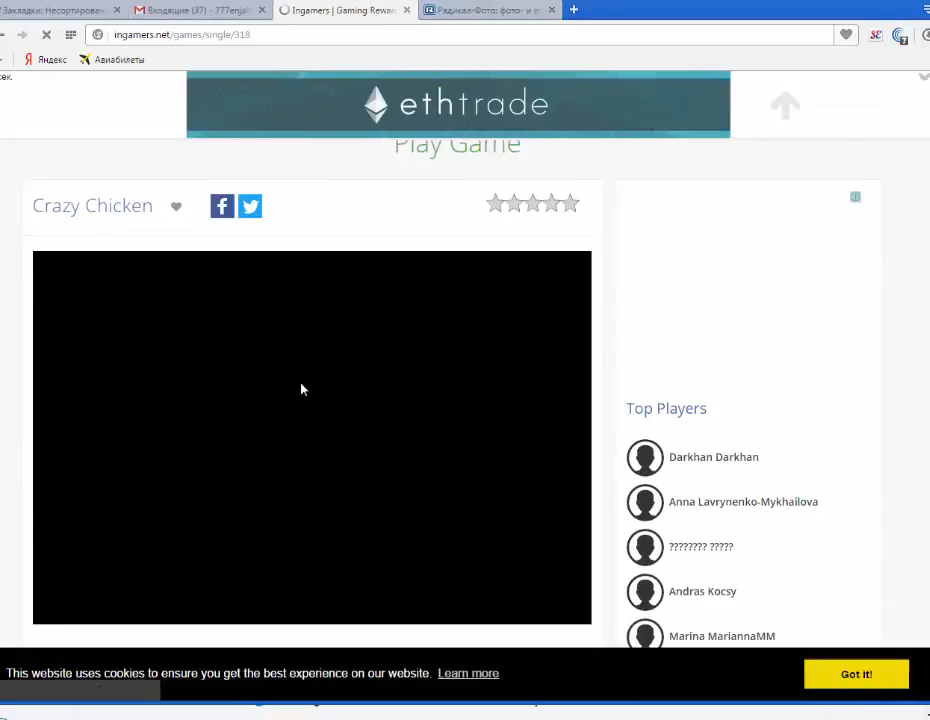 Закладки: Несортирован
Входящие (37) - 777enja
Ingamers | Gaming Rewar
Радикал-Фото: фото- и в
ingamers.net/games/single/318
Яндекс
Авиабилеты
сек.
ethtrade
Play Game
Crazy Chicken
Top Players
Darkhan Darkhan
Anna Lavrynenko-Mykhailova
???????? ?????
Andras Kocsy
Marina MariannaMM
This website uses cookies to ensure you get the best experience on our website. Learn more
Got it!